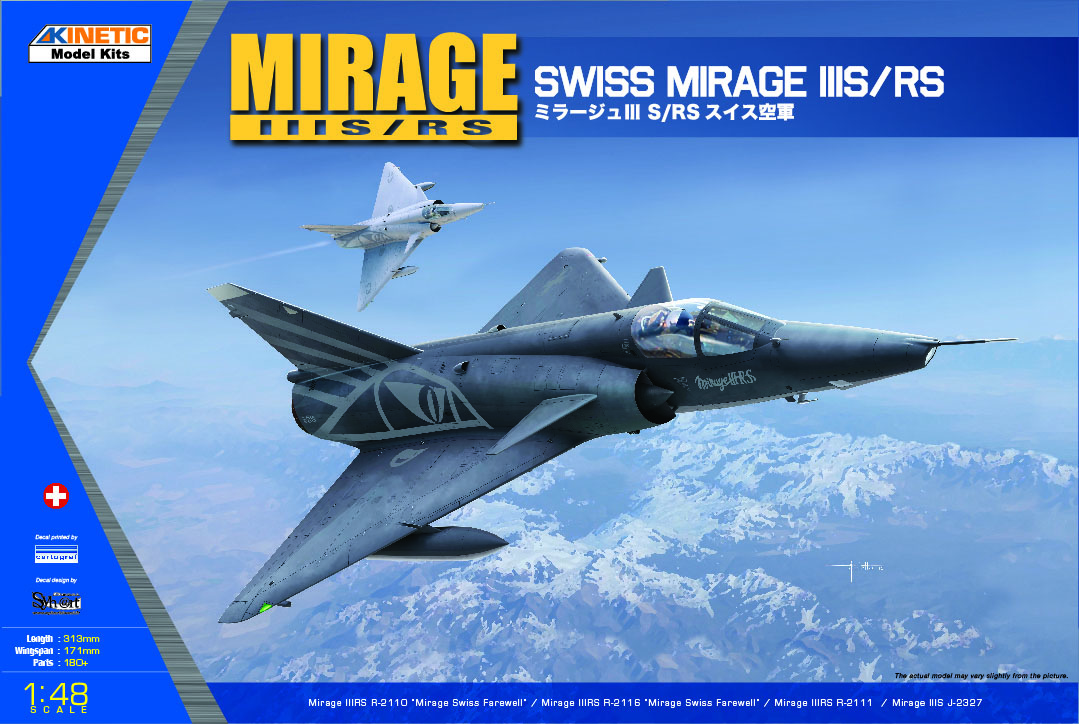 KINETIC
Model Kits
MIRAGE
IIIS/RS
SWISS MIRAGE IIIS/RS
ミラージュIII S/RS スイス空軍
Mirage IIIRS
Decal printed by
cartograf
Decal design by
Syhart
Length : 313mm
Wingspan : 171mm
Parts : 180+
1:48
SCALE
The actual model may vary slightly from the picture.
Mirage IIIRS R-2110 "Mirage Swiss Farewell" / Mirage IIIRS R-2116 "Mirage Swiss Farewell" / Mirage IIIRS R-2111 / Mirage IIIS J-2327